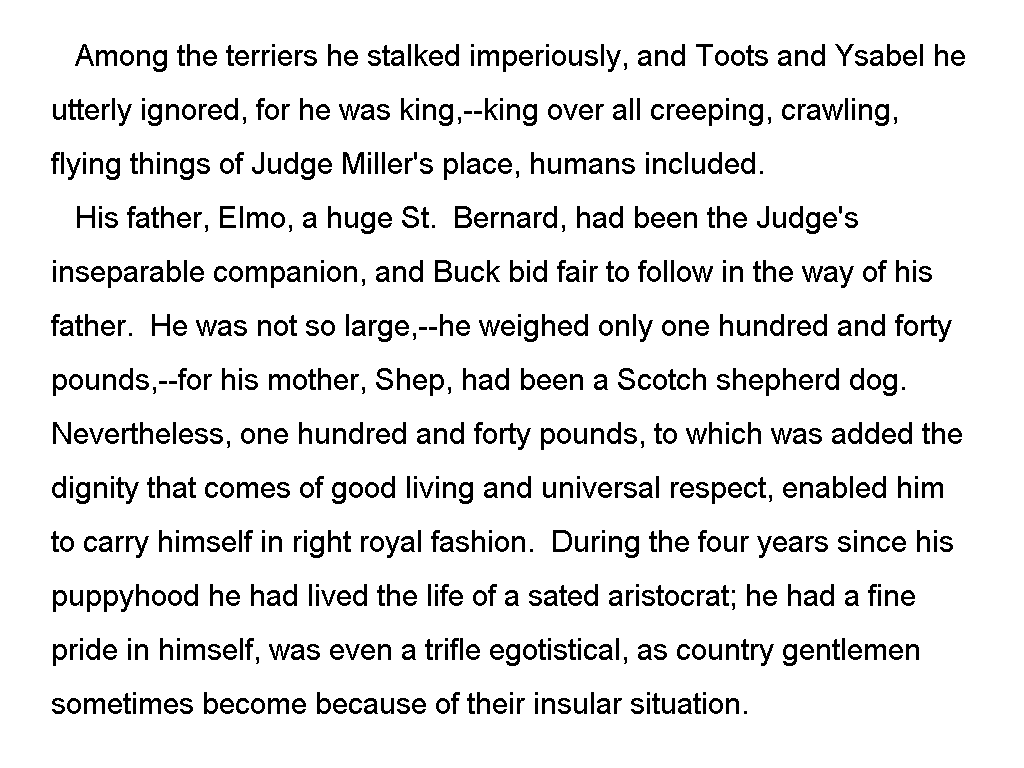 Among the terriers he stalked imperiously, and Toots and Ysabel he
utterly ignored, for he was king,--king over all creeping, crawling,
flying things of Judge Miller's place, humans included.
His father, Elmo, a huge St.  Bernard, had been the Judge's
inseparable companion, and Buck bid fair to follow in the way of his
father.  He was not so large,--he weighed only one hundred and forty
pounds,--for his mother, Shep, had been a Scotch shepherd dog.
Nevertheless, one hundred and forty pounds, to which was added the
dignity that comes of good living and universal respect, enabled him
to carry himself in right royal fashion.  During the four years since his
puppyhood he had lived the life of a sated aristocrat; he had a fine
pride in himself, was even a trifle egotistical, as country gentlemen
sometimes become because of their insular situation.